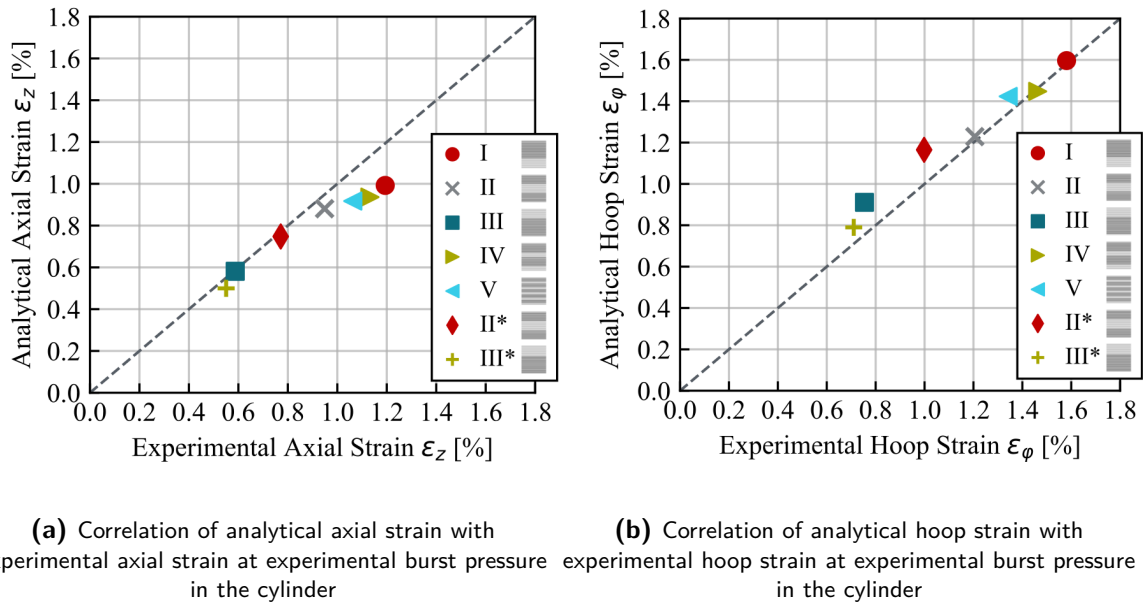 1.8
1.6
1.4
1.2
1.0
0.8
0.6
0.4
0.2
0.0
Analytical Axial Strain ε_z [%]
I
II
III
IV
V
II*
III*
0.0 0.2 0.4 0.6 0.8 1.0 1.2 1.4 1.6 1.8
Experimental Axial Strain ε_z [%]
1.8
1.6
1.4
1.2
1.0
0.8
0.6
0.4
0.2
0.0
Analytical Hoop Strain ε_φ [%]
I
II
III
IV
V
II*
III*
0.0 0.2 0.4 0.6 0.8 1.0 1.2 1.4 1.6 1.8
Experimental Hoop Strain ε_φ [%]
(a) Correlation of analytical axial strain with
xperimental axial strain at experimental burst pressure
in the cylinder
(b) Correlation of analytical hoop strain with
experimental hoop strain at experimental burst pressure
in the cylinder